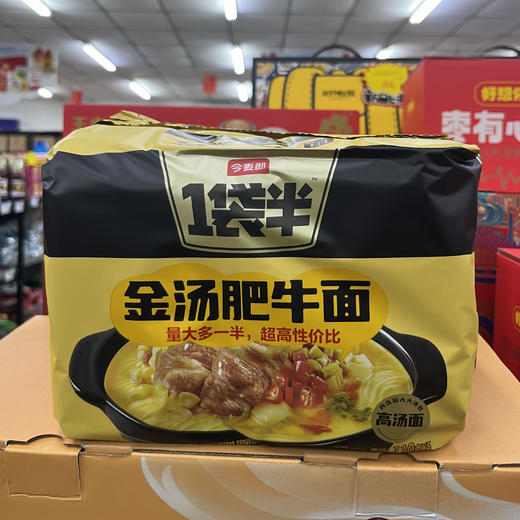 今麦郎
1袋半
金汤肥牛面
量大多一半，超高性价比
高汤面
好想你
枣有心